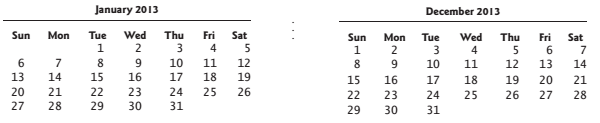 January 2013
Sun Mon Tue Wed Thu Fri Sat
1 2 3 4 5
6 7 8 9 10 11 12
13 14 15 16 17 18 19
20 21 22 23 24 25 26
27 28 29 30 31
December 2013
Sun Mon Tue Wed Thu Fri Sat
1 2 3 4 5 6 7
8 9 10 11 12 13 14
15 16 17 18 19 20 21
22 23 24 25 26 27 28
29 30 31